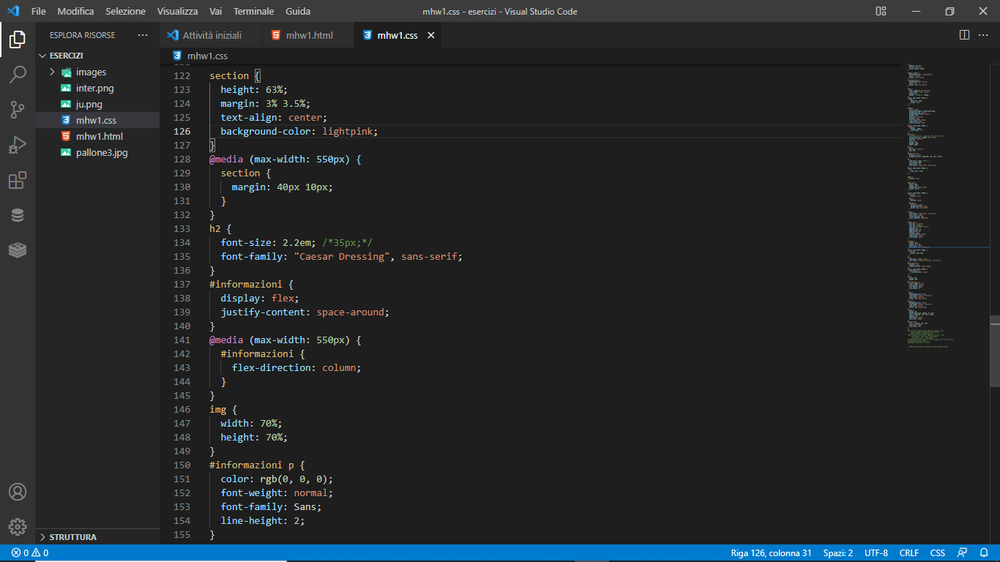 File Modifica Selezione Visualizza Vai Terminale Guida mhw1.css - esercizi - Visual Studio Code
ESPLORA RISORSE ... Attività iniziali mhw1.html mhw1.css
ESERCIZI
images
inter.png
ju.png
mhw1.css
mhw1.html
pallone3.jpg
STRUTTURA
mhw1.css
122 section {
123 height: 63%;
124 margin: 3% 3.5%;
125 text-align: center;
126 background-color: lightpink;
127 }
128 @media (max-width: 550px) {
129 section {
130 margin: 40px 10px;
131 }
132 }
133 h2 {
134 font-size: 2.2em; /*35px;*/
135 font-family: "Caesar Dressing", sans-serif;
136 }
137 #informazioni {
138 display: flex;
139 justify-content: space-around;
140 }
141 @media (max-width: 550px) {
142 #informazioni {
143 flex-direction: column;
144 }
145 }
146 img {
147 width: 70%;
148 height: 70%;
149 }
150 #informazioni p {
151 color: rgb(0, 0, 0);
152 font-weight: normal;
153 font-family: Sans;
154 line-height: 2;
155 }
0 0 Riga 126, colonna 31 Spazi: 2 UTF-8 CRLF CSS